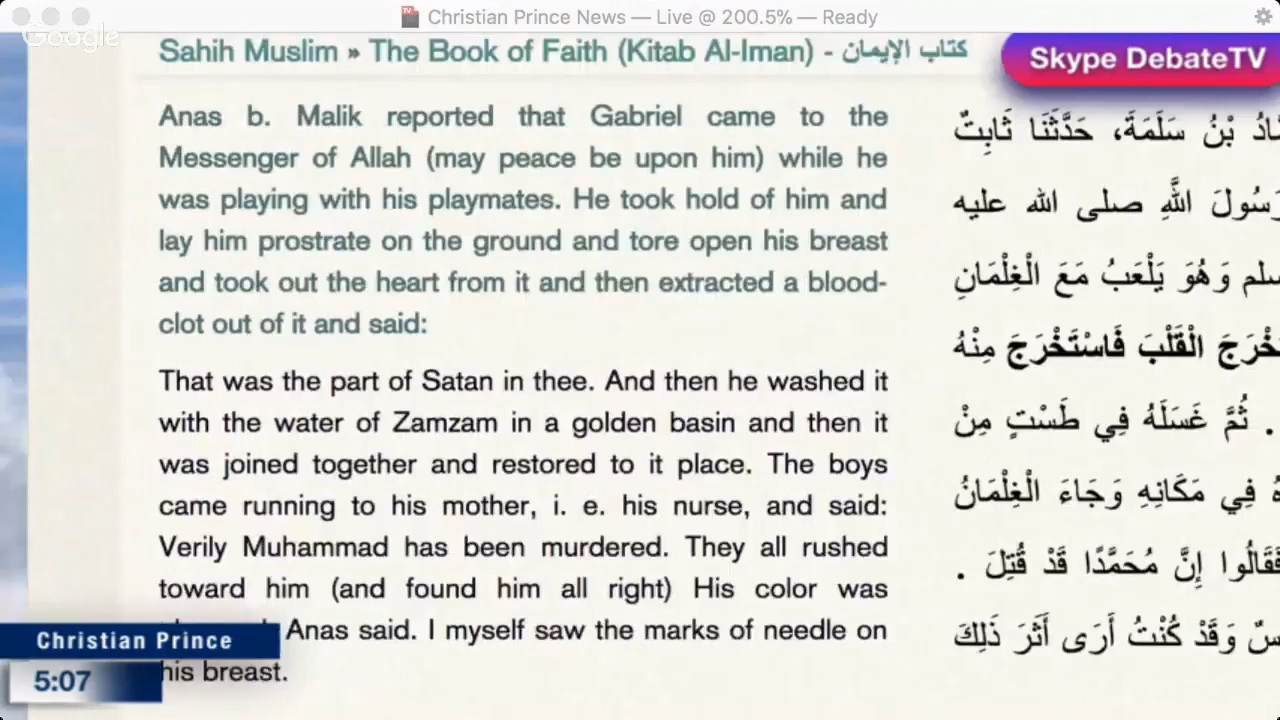 Christian Prince News — Live @ 200.5% — Ready
Google
Sahih Muslim » The Book of Faith (Kitab Al-Iman) - كتاب الإيمان
Skype DebateTV
Anas b. Malik reported that Gabriel came to the
Messenger of Allah (may peace be upon him) while he
was playing with his playmates. He took hold of him and
lay him prostrate on the ground and tore open his breast
and took out the heart from it and then extracted a blood-
clot out of it and said:
That was the part of Satan in thee. And then he washed it
with the water of Zamzam in a golden basin and then it
was joined together and restored to it place. The boys
came running to his mother, i. e. his nurse, and said:
Verily Muhammad has been murdered. They all rushed
toward him (and found him all right) His color was
Anas said. I myself saw the marks of needle on
his breast.
بْنُ سَلَمَةَ، حَدَّثَنَا ثَابِتٌ
صلى الله عليه
وَهُوَ يَلْعَبُ مَعَ الْغِلْمَانِ
الْقَلْبَ فَاسْتَخْرَجَ مِنْهُ
. ثُمَّ غَسَلَهُ فِي طَسْتٍ مِنْ
فِي مَكَانِهِ وَجَاءَ الْغِلْمَانُ
فَقَالُوا إِنَّ مُحَمَّدًا قَدْ قُتِلَ .
وَقَدْ كُنْتُ أَرَى أَثَرَ ذَلِكَ
Christian Prince
5:07